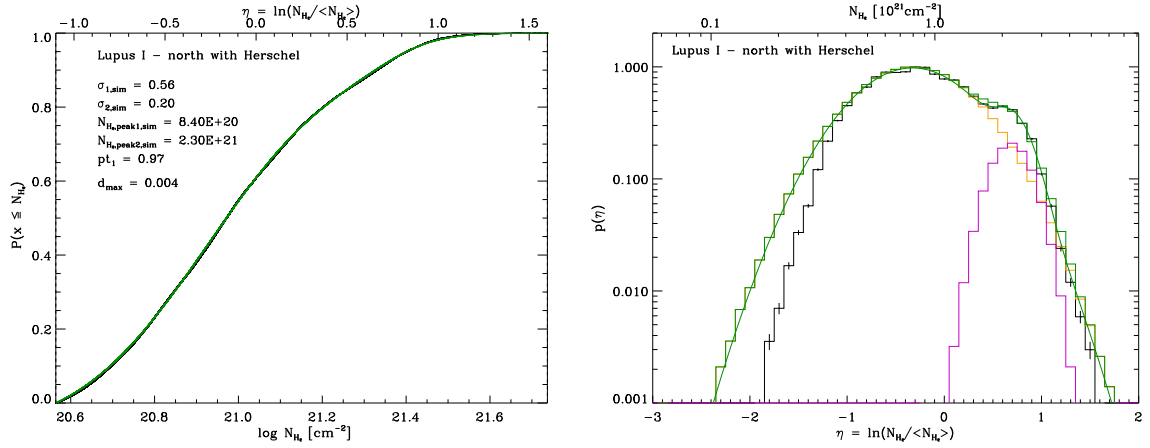 η = ln(N_H₂/<N_H₂>)
-1.0 -0.5 0.0 0.5 1.0 1.5
Lupus I – north with Herschel
σ1,sim = 0.56
σ2,sim = 0.20
N_H₂,peak1,sim = 8.40E+20
N_H₂,peak2,sim = 2.30E+21
pt1 = 0.97
dmax = 0.004
P(x ≤ N_H₂)
1.0
0.8
0.6
0.4
0.2
0.0
20.6 20.8 21.0 21.2 21.4 21.6
log N_H₂ [cm⁻²]
N_H₂ [10²¹cm⁻²]
0.1 1.0
Lupus I – north with Herschel
p(η)
1.000
0.100
0.010
0.001
-3 -2 -1 0 1 2
η = ln(N_H₂/<N_H₂>)